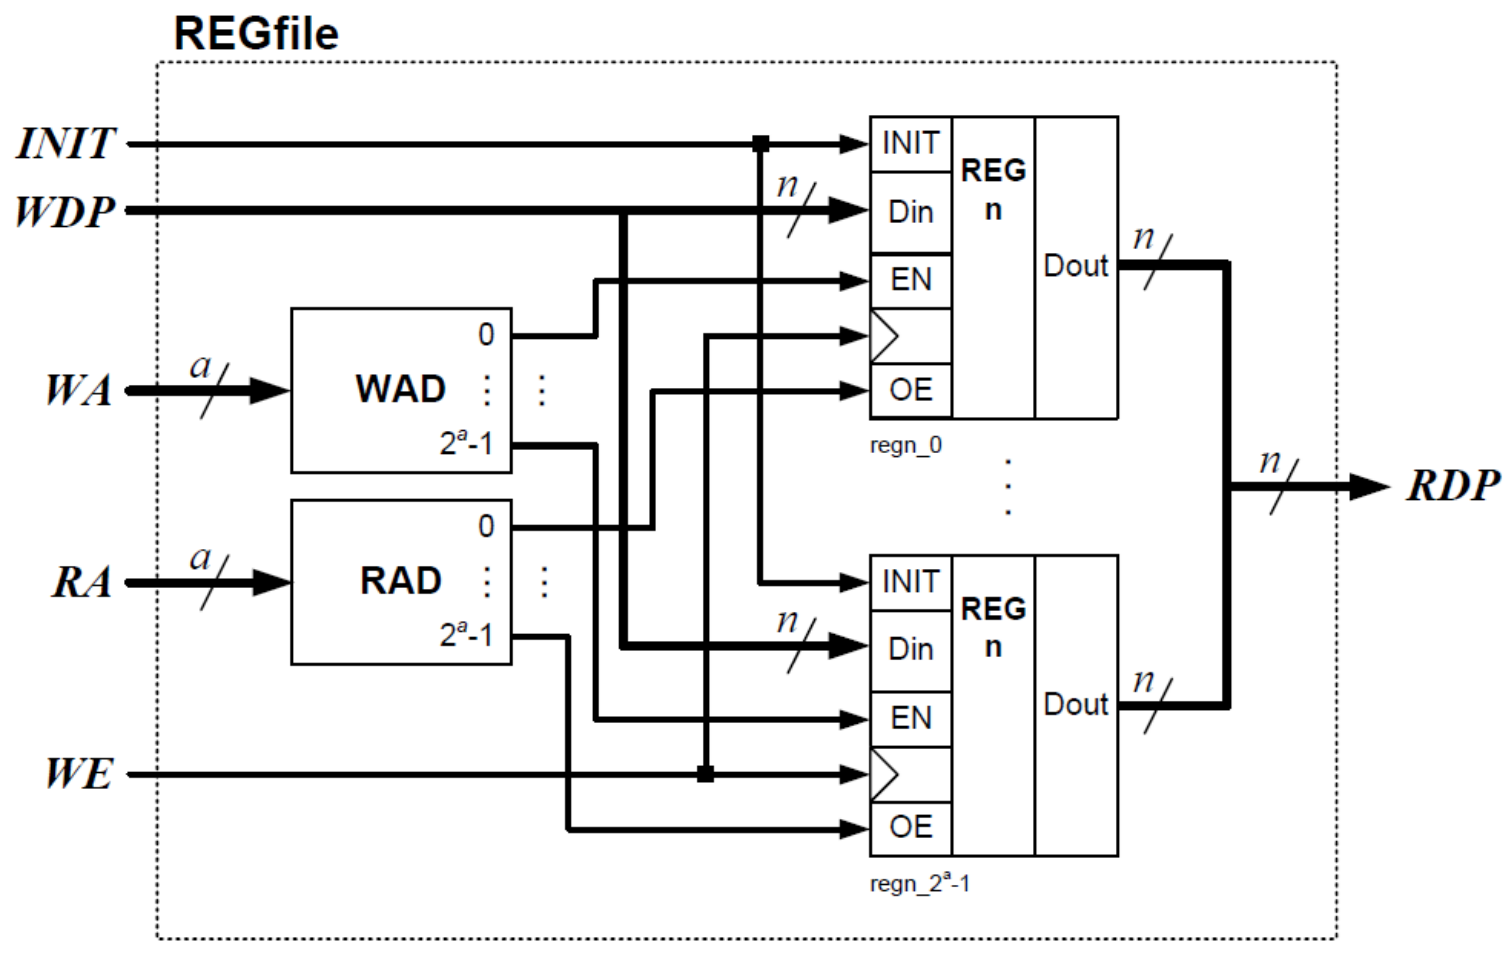 REGfile
INIT
WDP
WA
RA
WE
a
WAD
0
⋮
2ᵃ-1
⋮
a
RAD
0
⋮
2ᵃ-1
⋮
n
INIT
Din
EN
OE
REG
n
Dout
regn_0
n
⋮
n
INIT
Din
EN
OE
REG
n
Dout
regn_2ᵃ-1
n
n
RDP